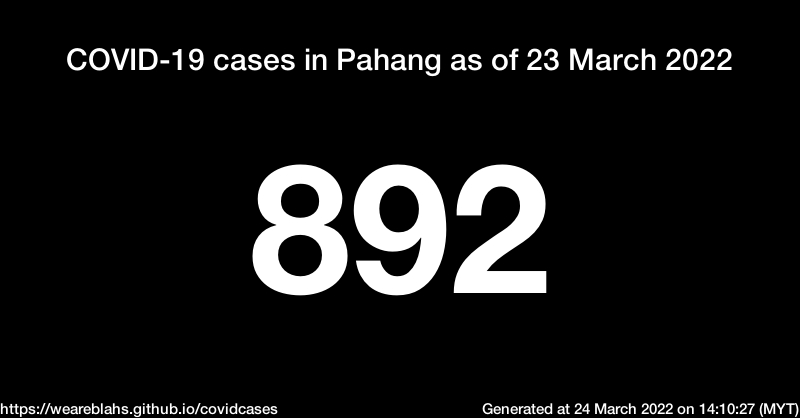 COVID-19 cases in Pahang as of 23 March 2022
892
https://weareblahs.github.io/covidcases
Generated at 24 March 2022 on 14:10:27 (MYT)